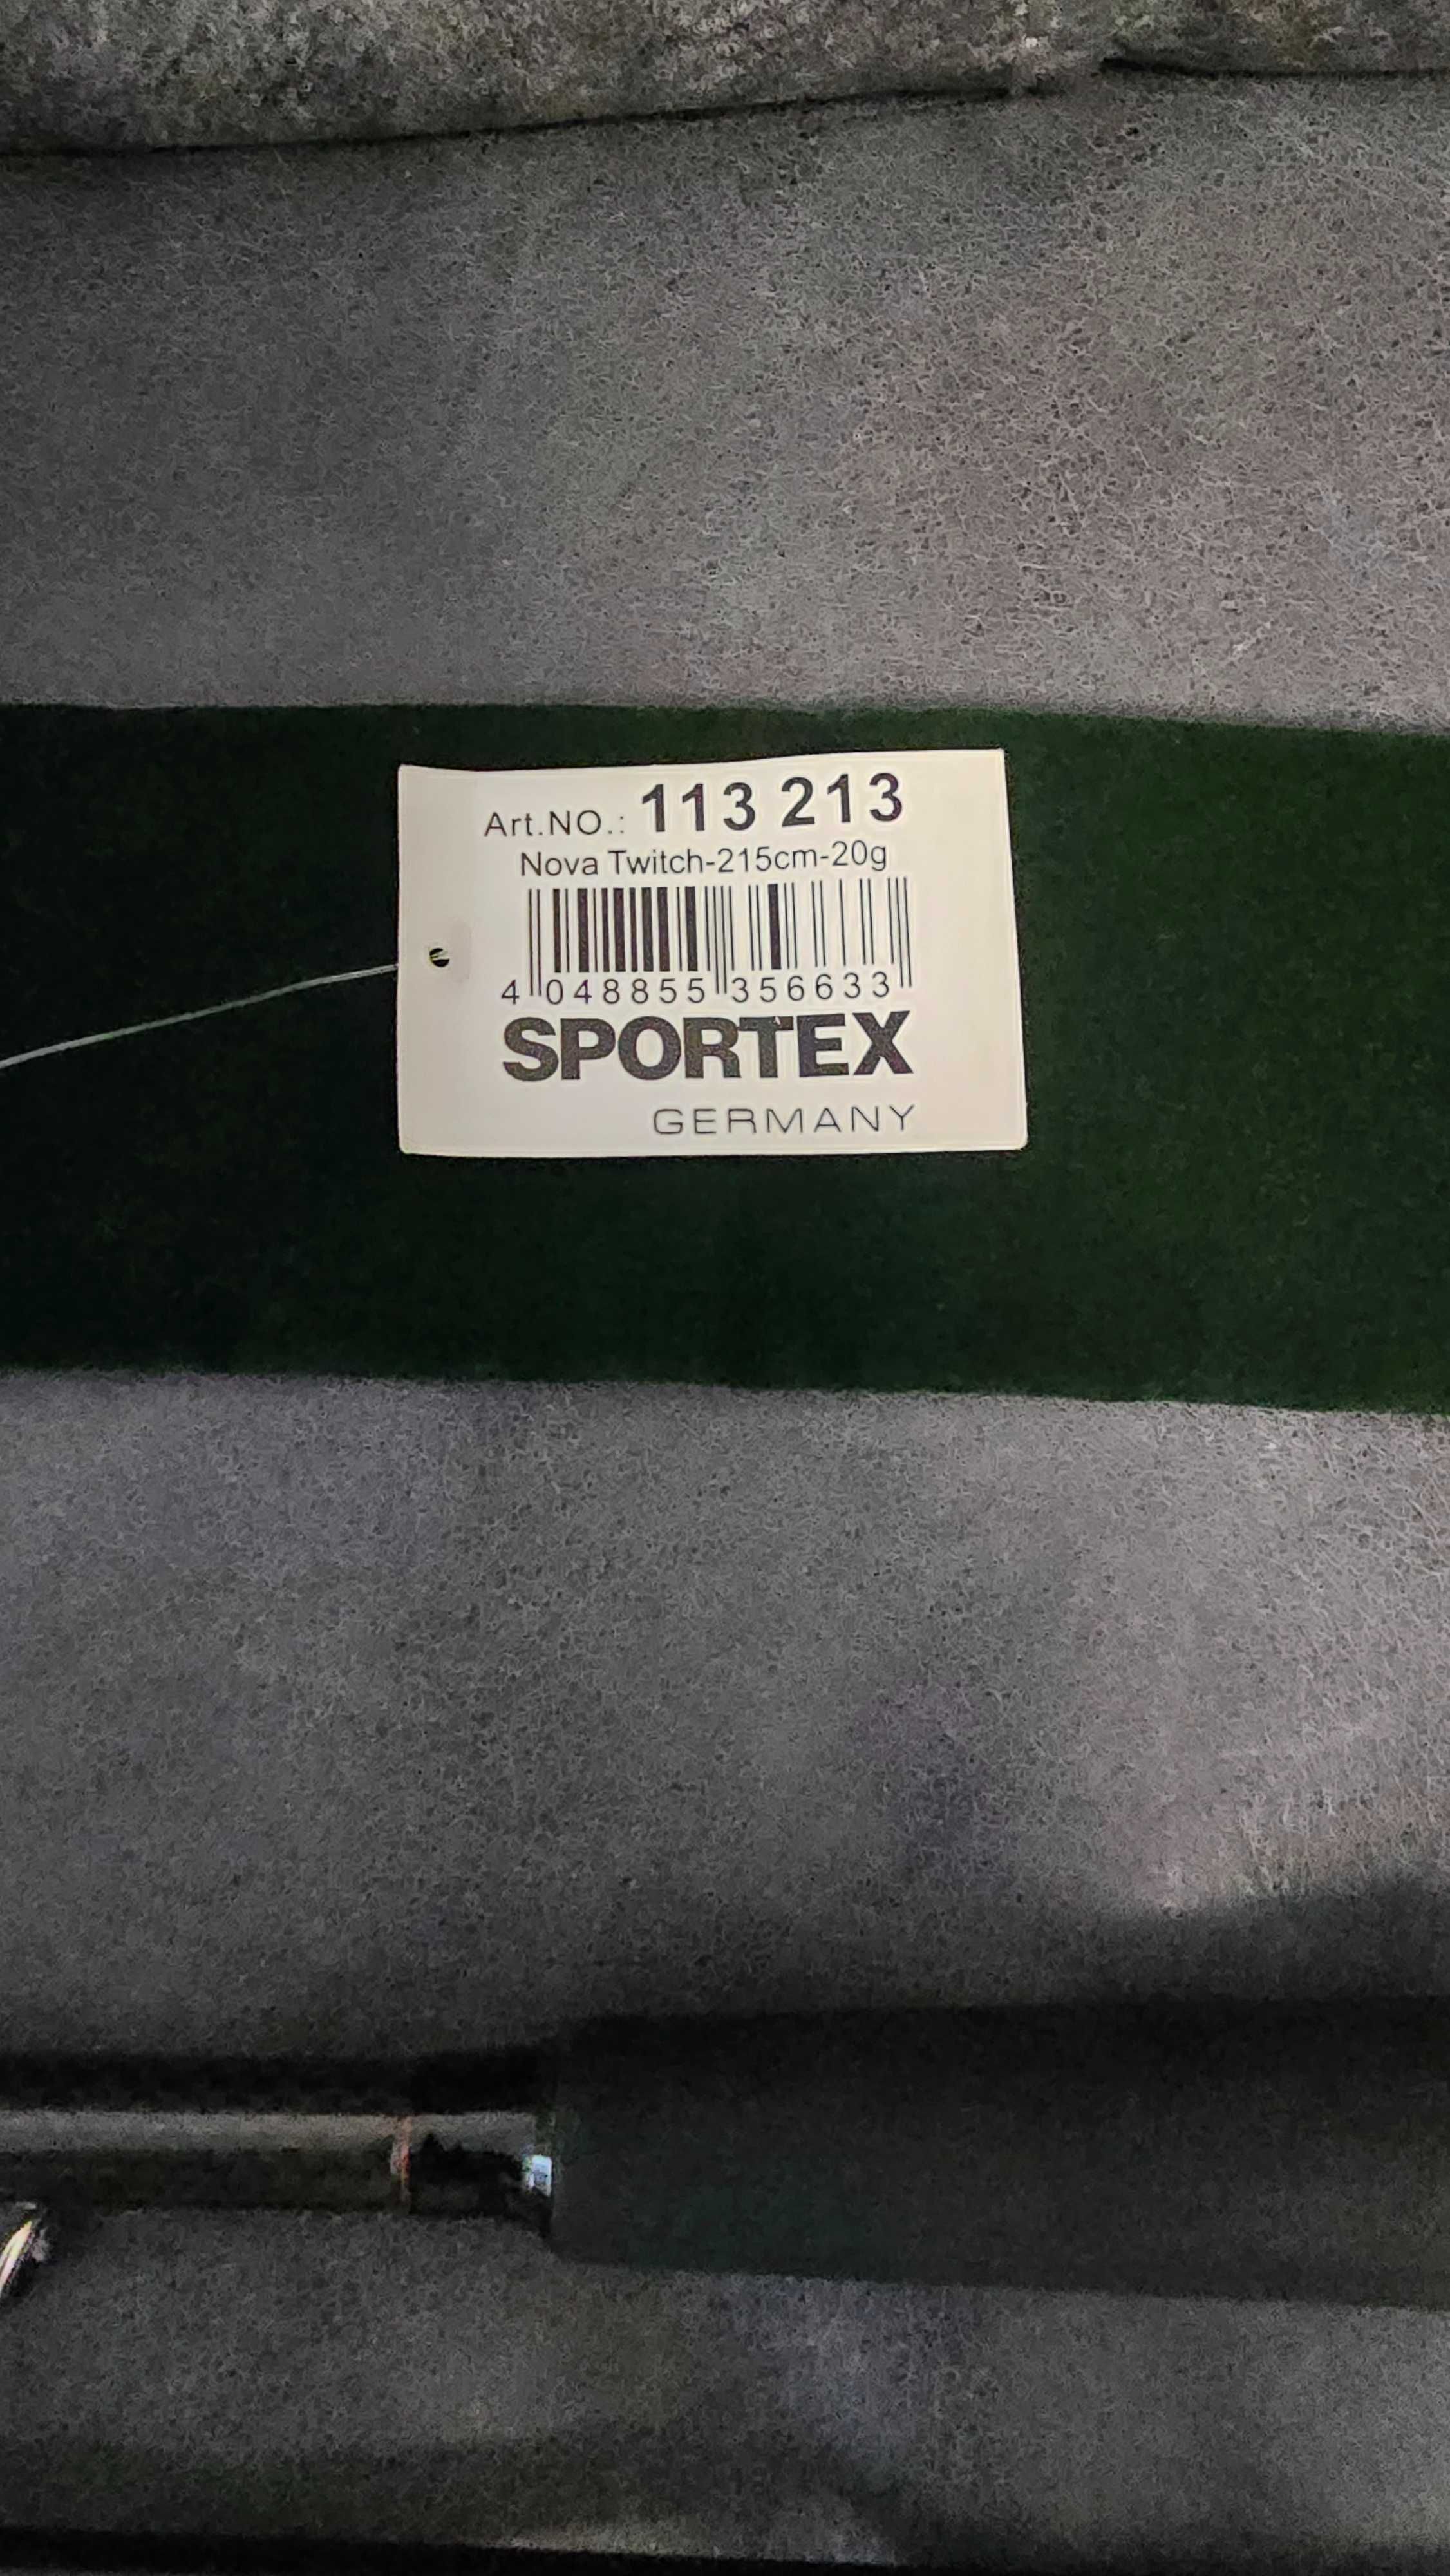 Art.NO.: 113 213
Nova Twitch-215cm-20g
4 048855 356633
SPORTEX
GERMANY